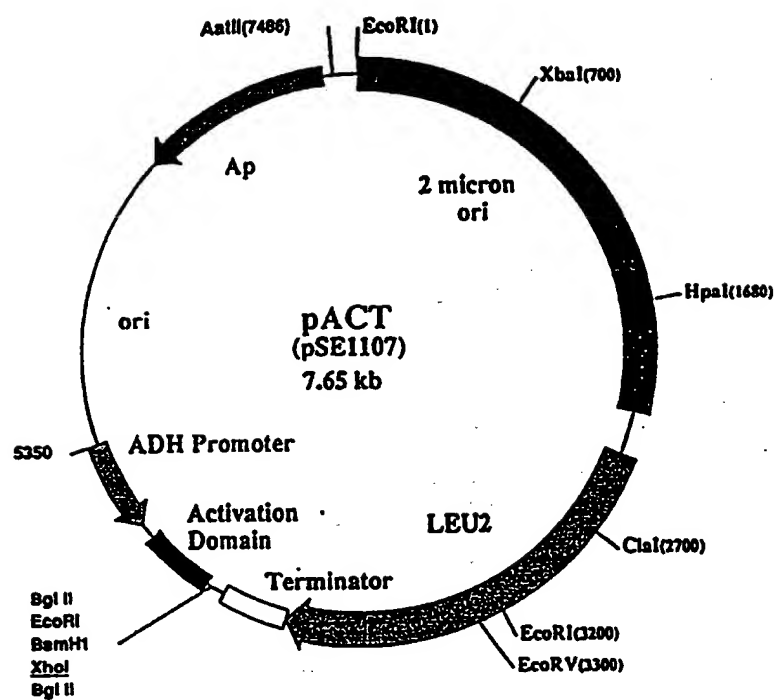 AatII(7486)
EcoRI(1)
XbaI(700)
Ap
2 micron
ori
HpaI(1680)
ori
pACT
(pSE1107)
7.65 kb
5350
ADH Promoter
Activation
Domain
LEU2
ClaI(2700)
Terminator
Bgl II
EcoRI
BamH1
XhoI
Bgl II
EcoRI(3200)
EcoRV(3300)